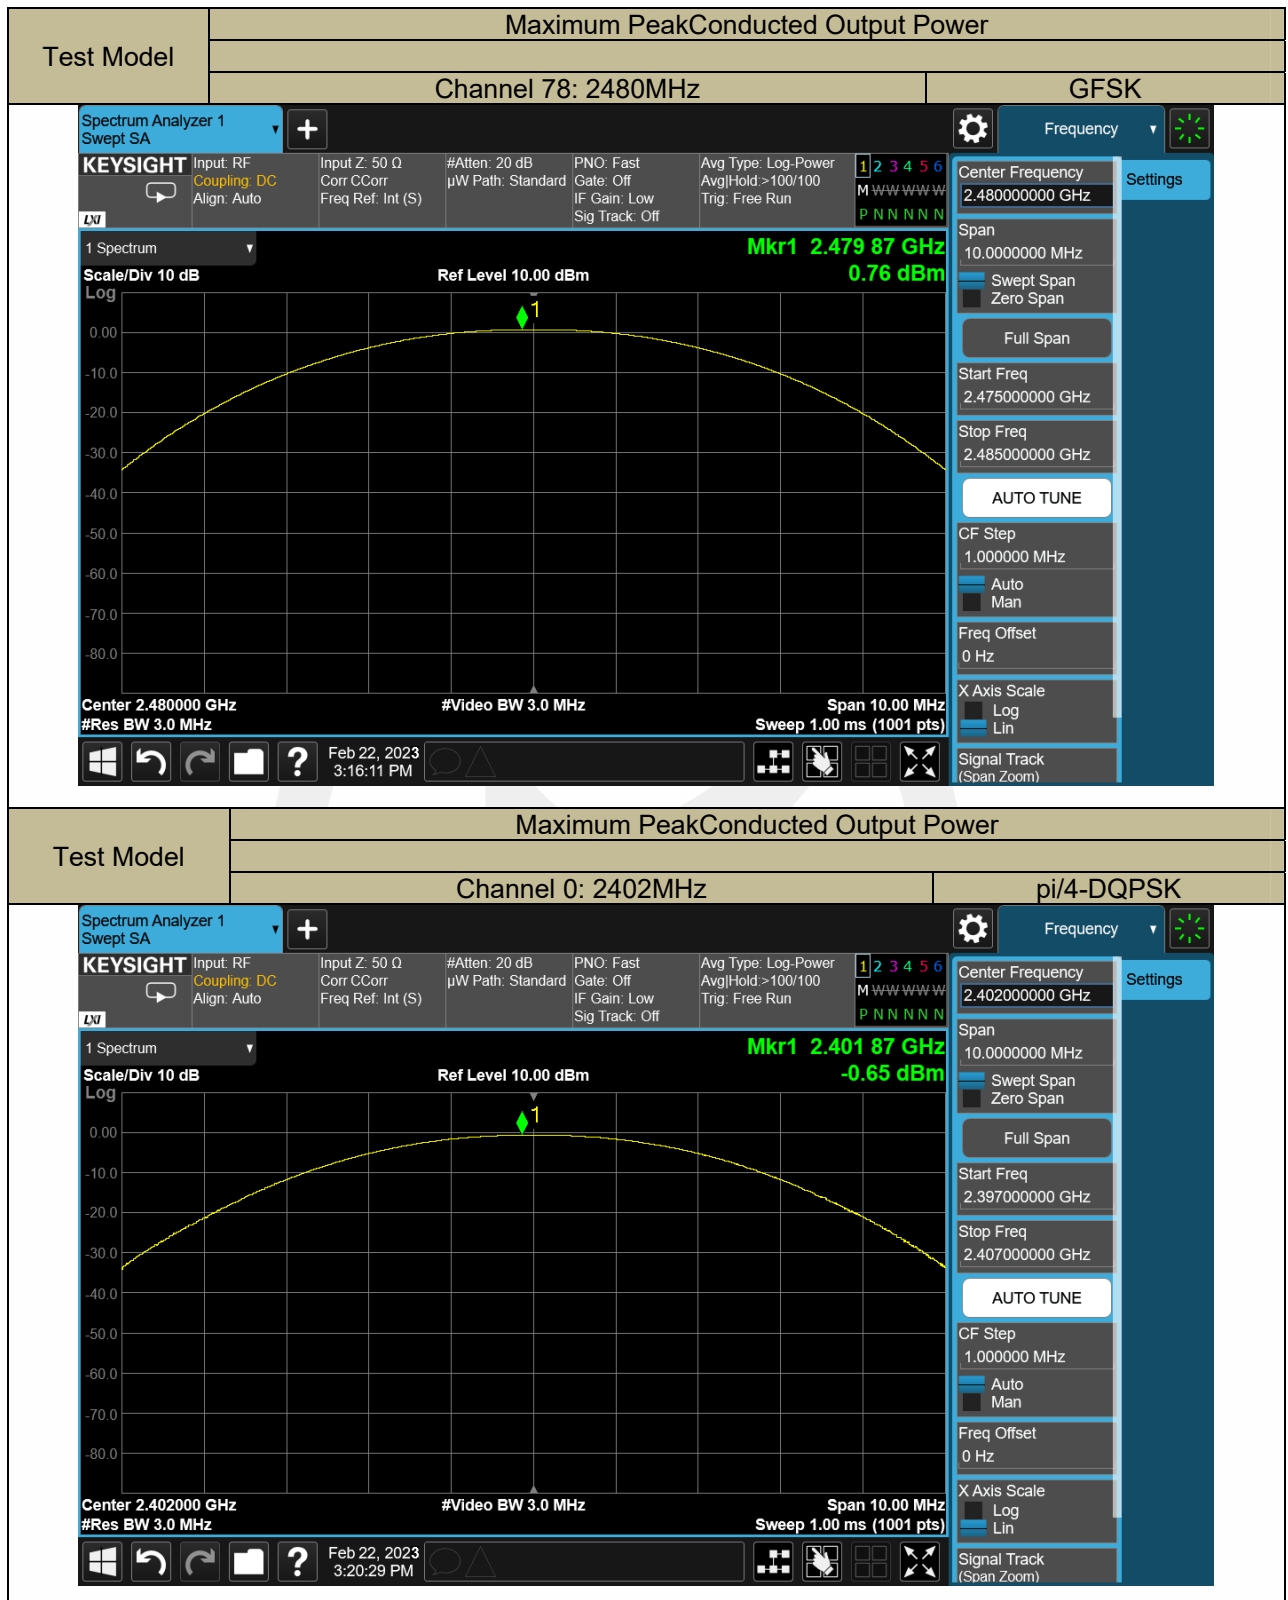 Test Model
Maximum PeakConducted Output Power
Channel 78: 2480MHz
GFSK
Spectrum Analyzer 1
Swept SA
Frequency
KEYSIGHT
LXI
Input: RF
Coupling: DC
Align: Auto
Input Z: 50 Ω
Corr CCorr
Freq Ref: Int (S)
#Atten: 20 dB
µW Path: Standard
PNO: Fast
Gate: Off
IF Gain: Low
Sig Track: Off
Avg Type: Log-Power
Avg|Hold:>100/100
Trig: Free Run
1 2 3 4 5 6
M W W W W W
P N N N N N
1 Spectrum
Scale/Div 10 dB
Log
Ref Level 10.00 dBm
Mkr1 2.479 87 GHz
0.76 dBm
1
0.00
-10.0
-20.0
-30.0
-40.0
-50.0
-60.0
-70.0
-80.0
Center 2.480000 GHz
#Res BW 3.0 MHz
#Video BW 3.0 MHz
Span 10.00 MHz
Sweep 1.00 ms (1001 pts)
Feb 22, 2023
3:16:11 PM
Center Frequency
2.480000000 GHz
Settings
Span
10.0000000 MHz
Swept Span
Zero Span
Full Span
Start Freq
2.475000000 GHz
Stop Freq
2.485000000 GHz
AUTO TUNE
CF Step
1.000000 MHz
Auto
Man
Freq Offset
0 Hz
X Axis Scale
Log
Lin
Signal Track
(Span Zoom)
Test Model
Maximum PeakConducted Output Power
Channel 0: 2402MHz
pi/4-DQPSK
Spectrum Analyzer 1
Swept SA
Frequency
KEYSIGHT
LXI
Input: RF
Coupling: DC
Align: Auto
Input Z: 50 Ω
Corr CCorr
Freq Ref: Int (S)
#Atten: 20 dB
µW Path: Standard
PNO: Fast
Gate: Off
IF Gain: Low
Sig Track: Off
Avg Type: Log-Power
Avg|Hold:>100/100
Trig: Free Run
1 2 3 4 5 6
M W W W W W
P N N N N N
1 Spectrum
Scale/Div 10 dB
Log
Ref Level 10.00 dBm
Mkr1 2.401 87 GHz
-0.65 dBm
1
0.00
-10.0
-20.0
-30.0
-40.0
-50.0
-60.0
-70.0
-80.0
Center 2.402000 GHz
#Res BW 3.0 MHz
#Video BW 3.0 MHz
Span 10.00 MHz
Sweep 1.00 ms (1001 pts)
Feb 22, 2023
3:20:29 PM
Center Frequency
2.402000000 GHz
Settings
Span
10.0000000 MHz
Swept Span
Zero Span
Full Span
Start Freq
2.397000000 GHz
Stop Freq
2.407000000 GHz
AUTO TUNE
CF Step
1.000000 MHz
Auto
Man
Freq Offset
0 Hz
X Axis Scale
Log
Lin
Signal Track
(Span Zoom)